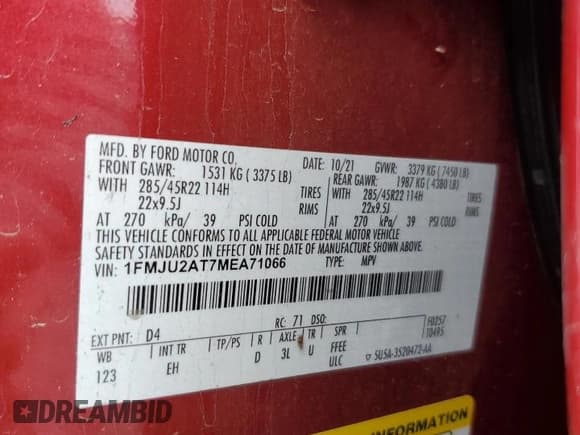 MFD. BY FORD MOTOR CO.
10/21 GVWR: 3379 KG ( 7450 LB)
FRONT GAWR: 1531 KG ( 3375 LB) REAR GAWR: 1987 KG ( 4380 LB)
WITH 285/45R22 114H TIRES WITH 285/45R22 114H TIRES
22x9.5J RIMS 22x9.5J RIMS
AT 270 kPa/ 39 PSI COLD AT 270 kPa/ 39 PSI COLD
THIS VEHICLE CONFORMS TO ALL APPLICABLE FEDERAL MOTOR VEHICLE
SAFETY STANDARDS IN EFFECT ON THE DATE OF MANUFACTURE SHOWN ABOVE.
VIN: 1FMJU2AT7MEA71066 TYPE: MPV
F0257
EXT PNT: D4 RC: 71 DSO: T0495
WB INT TR TP/PS R AXLE TR SPR
123 EH D 3L U FFEE
ULC ▽ 5U5A-3520472-AA
INFORMATION
DREAMBID